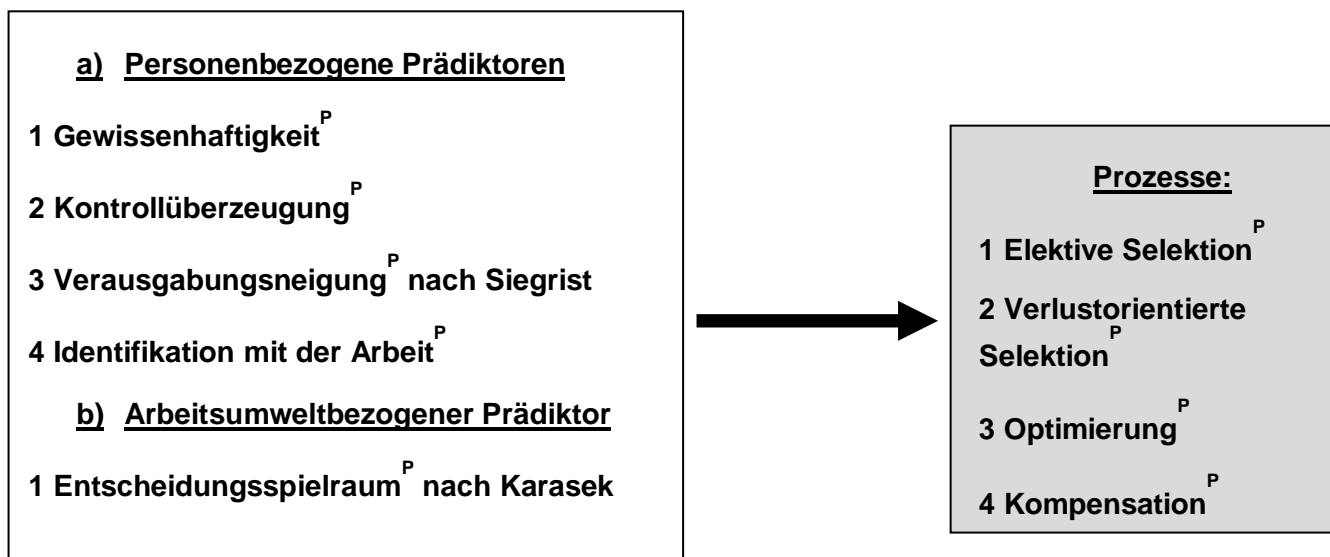 a) Personenbezogene Prädiktoren
1 Gewissenhaftigkeit^P
2 Kontrollüberzeugung^P
3 Verausgabungsneigung^P nach Siegrist
4 Identifikation mit der Arbeit^P
b) Arbeitsumweltbezogener Prädiktor
1 Entscheidungsspielraum^P nach Karasek
Prozesse:
1 Elektive Selektion^P
2 Verlustorientierte
Selektion^P
3 Optimierung^P
4 Kompensation^P